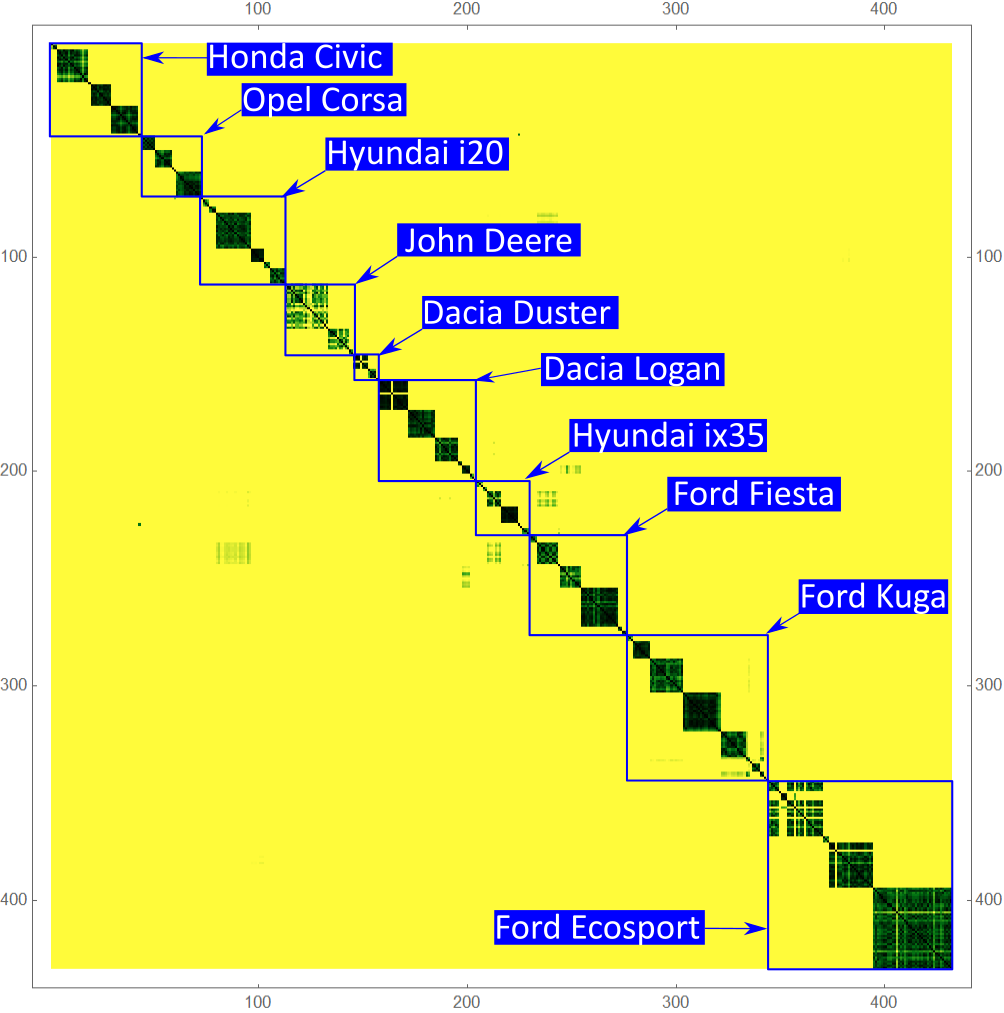 100 200 300 400
Honda Civic
Opel Corsa
Hyundai i20
John Deere
100 100
Dacia Duster
Dacia Logan
Hyundai ix35
200 200
Ford Fiesta
Ford Kuga
300 300
400 400
Ford Ecosport
100 200 300 400